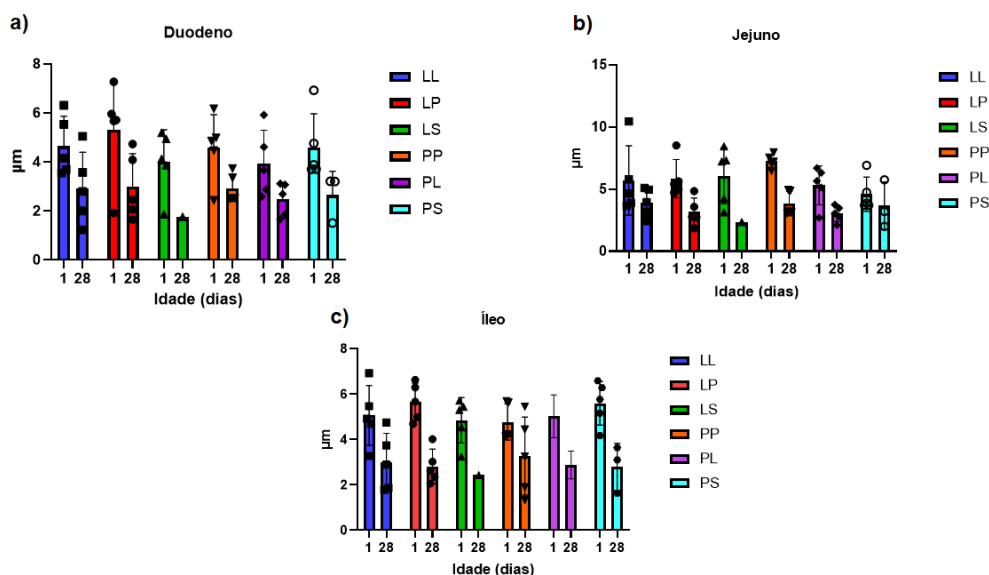 a)
Duodeno
8
6
4
2
0
µm
1 28 1 28 1 28 1 28 1 28 1 28
Idade (dias)
LL
LP
LS
PP
PL
PS
b)
Jejuno
15
10
5
0
µm
1 28 1 28 1 28 1 28 1 28 1 28
Idade (dias)
LL
LP
LS
PP
PL
PS
c)
Íleo
8
6
4
2
0
µm
1 28 1 28 1 28 1 28 1 28 1 28
Idade (dias)
LL
LP
LS
PP
PL
PS